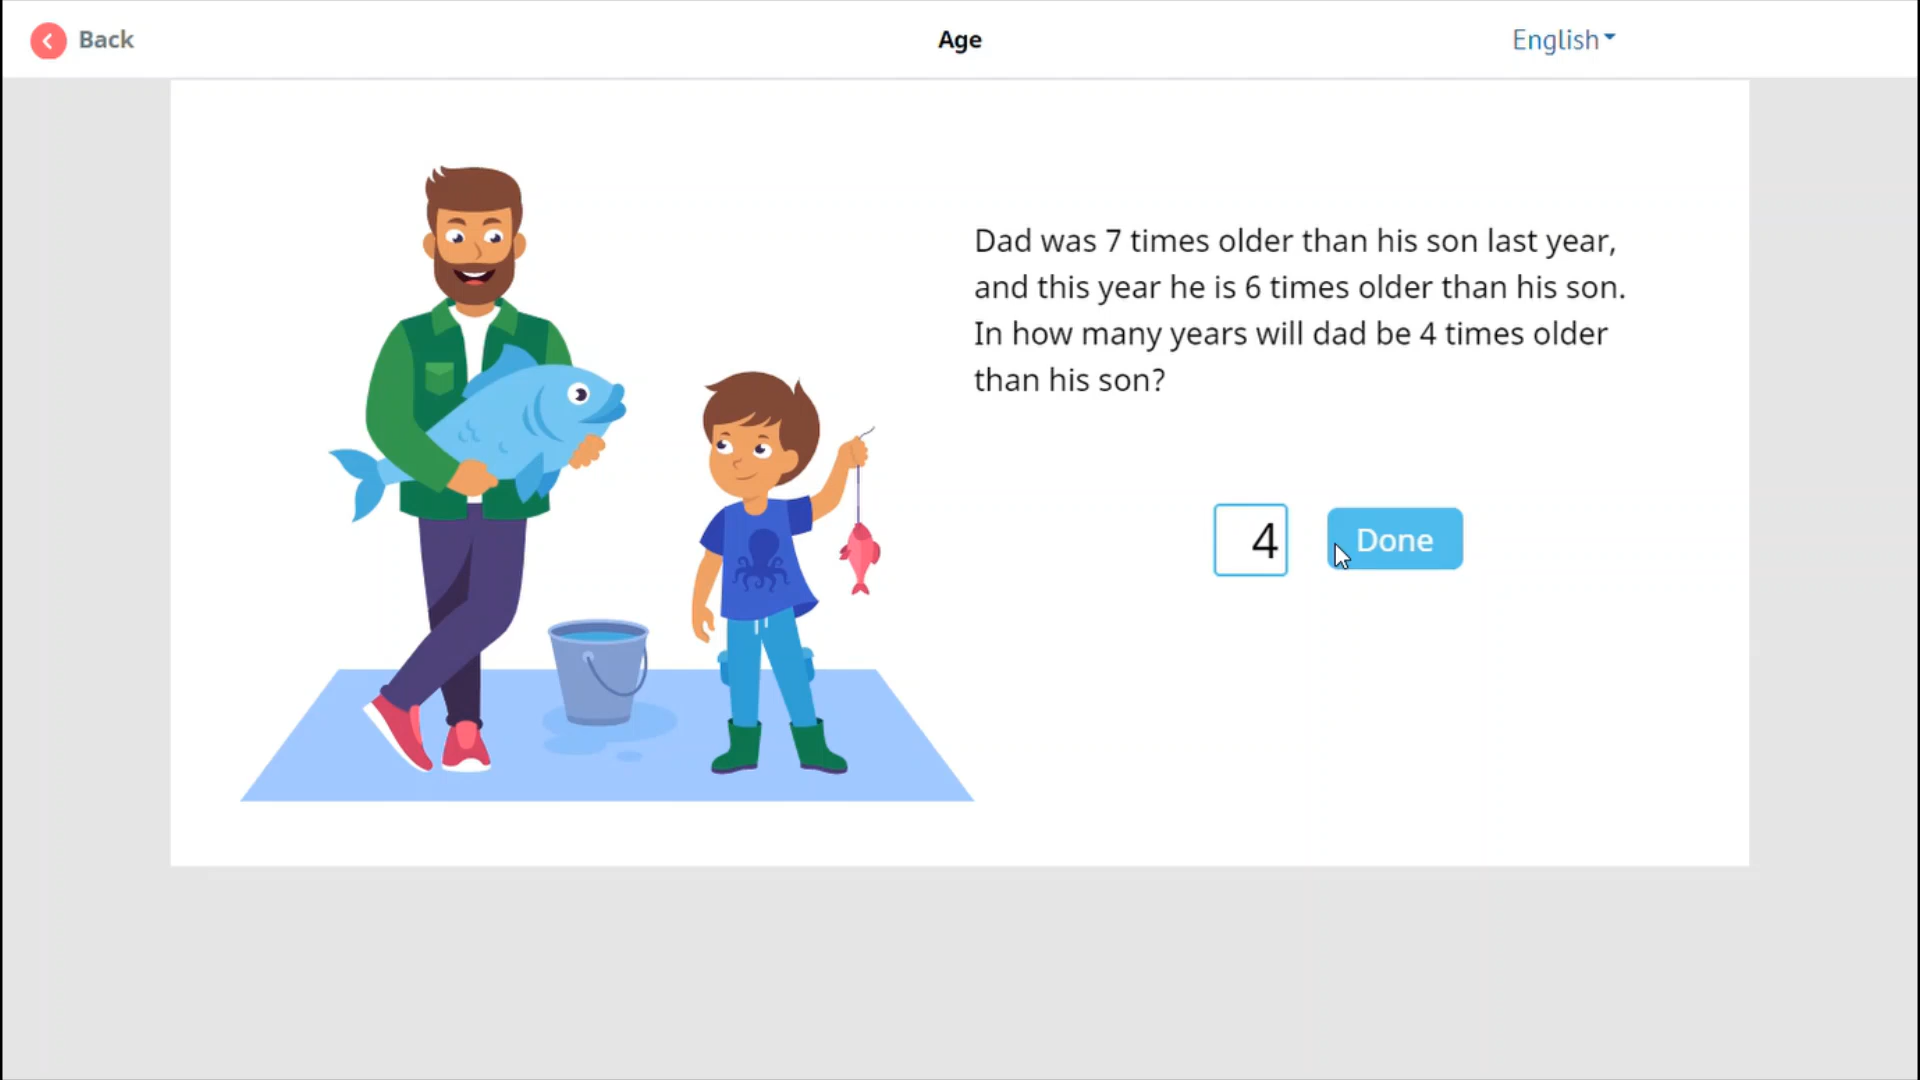 Back
Age
English
Dad was 7 times older than his son last year,
and this year he is 6 times older than his son.
In how many years will dad be 4 times older
than his son?
4
Done